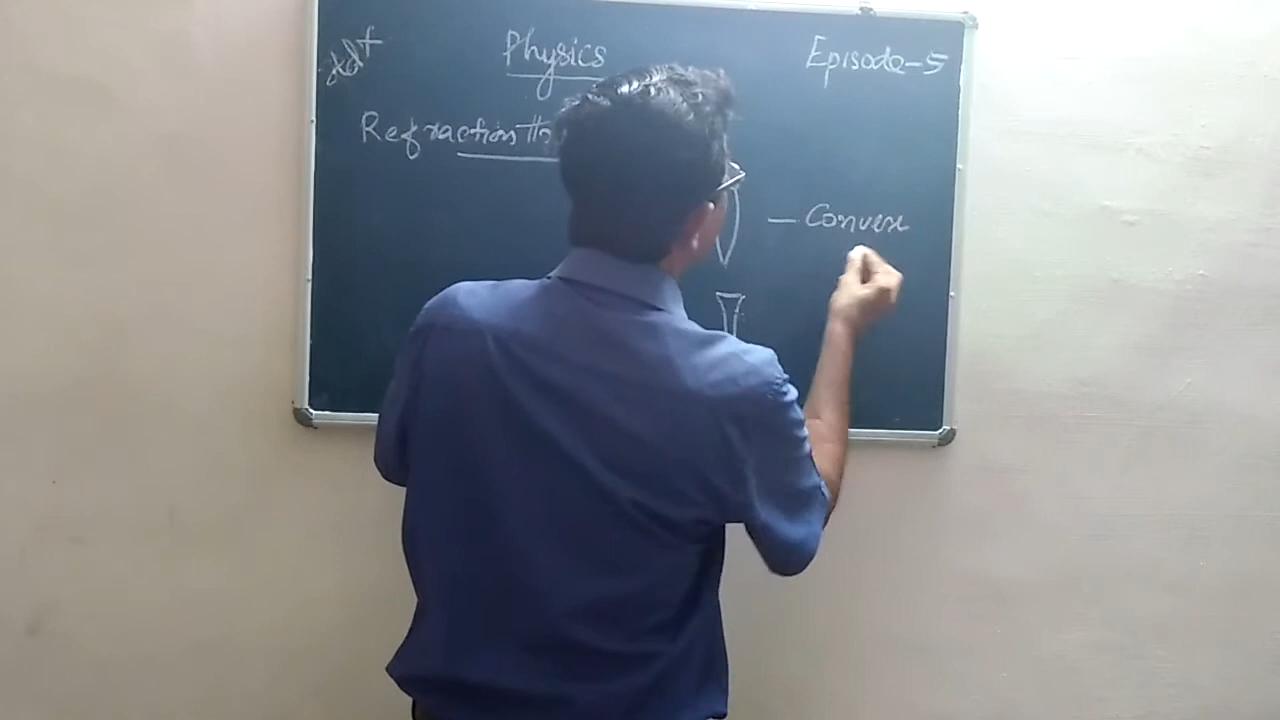 Physics
Episode-5
Refraction
— Convex